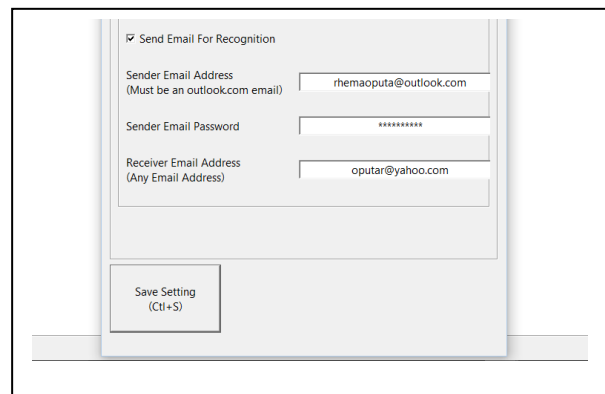 Send Email For Recognition
Sender Email Address
(Must be an outlook.com email)
rhemaoputa@outlook.com
Sender Email Password
**********
Receiver Email Address
(Any Email Address)
oputar@yahoo.com
Save Setting
(Ctl+S)